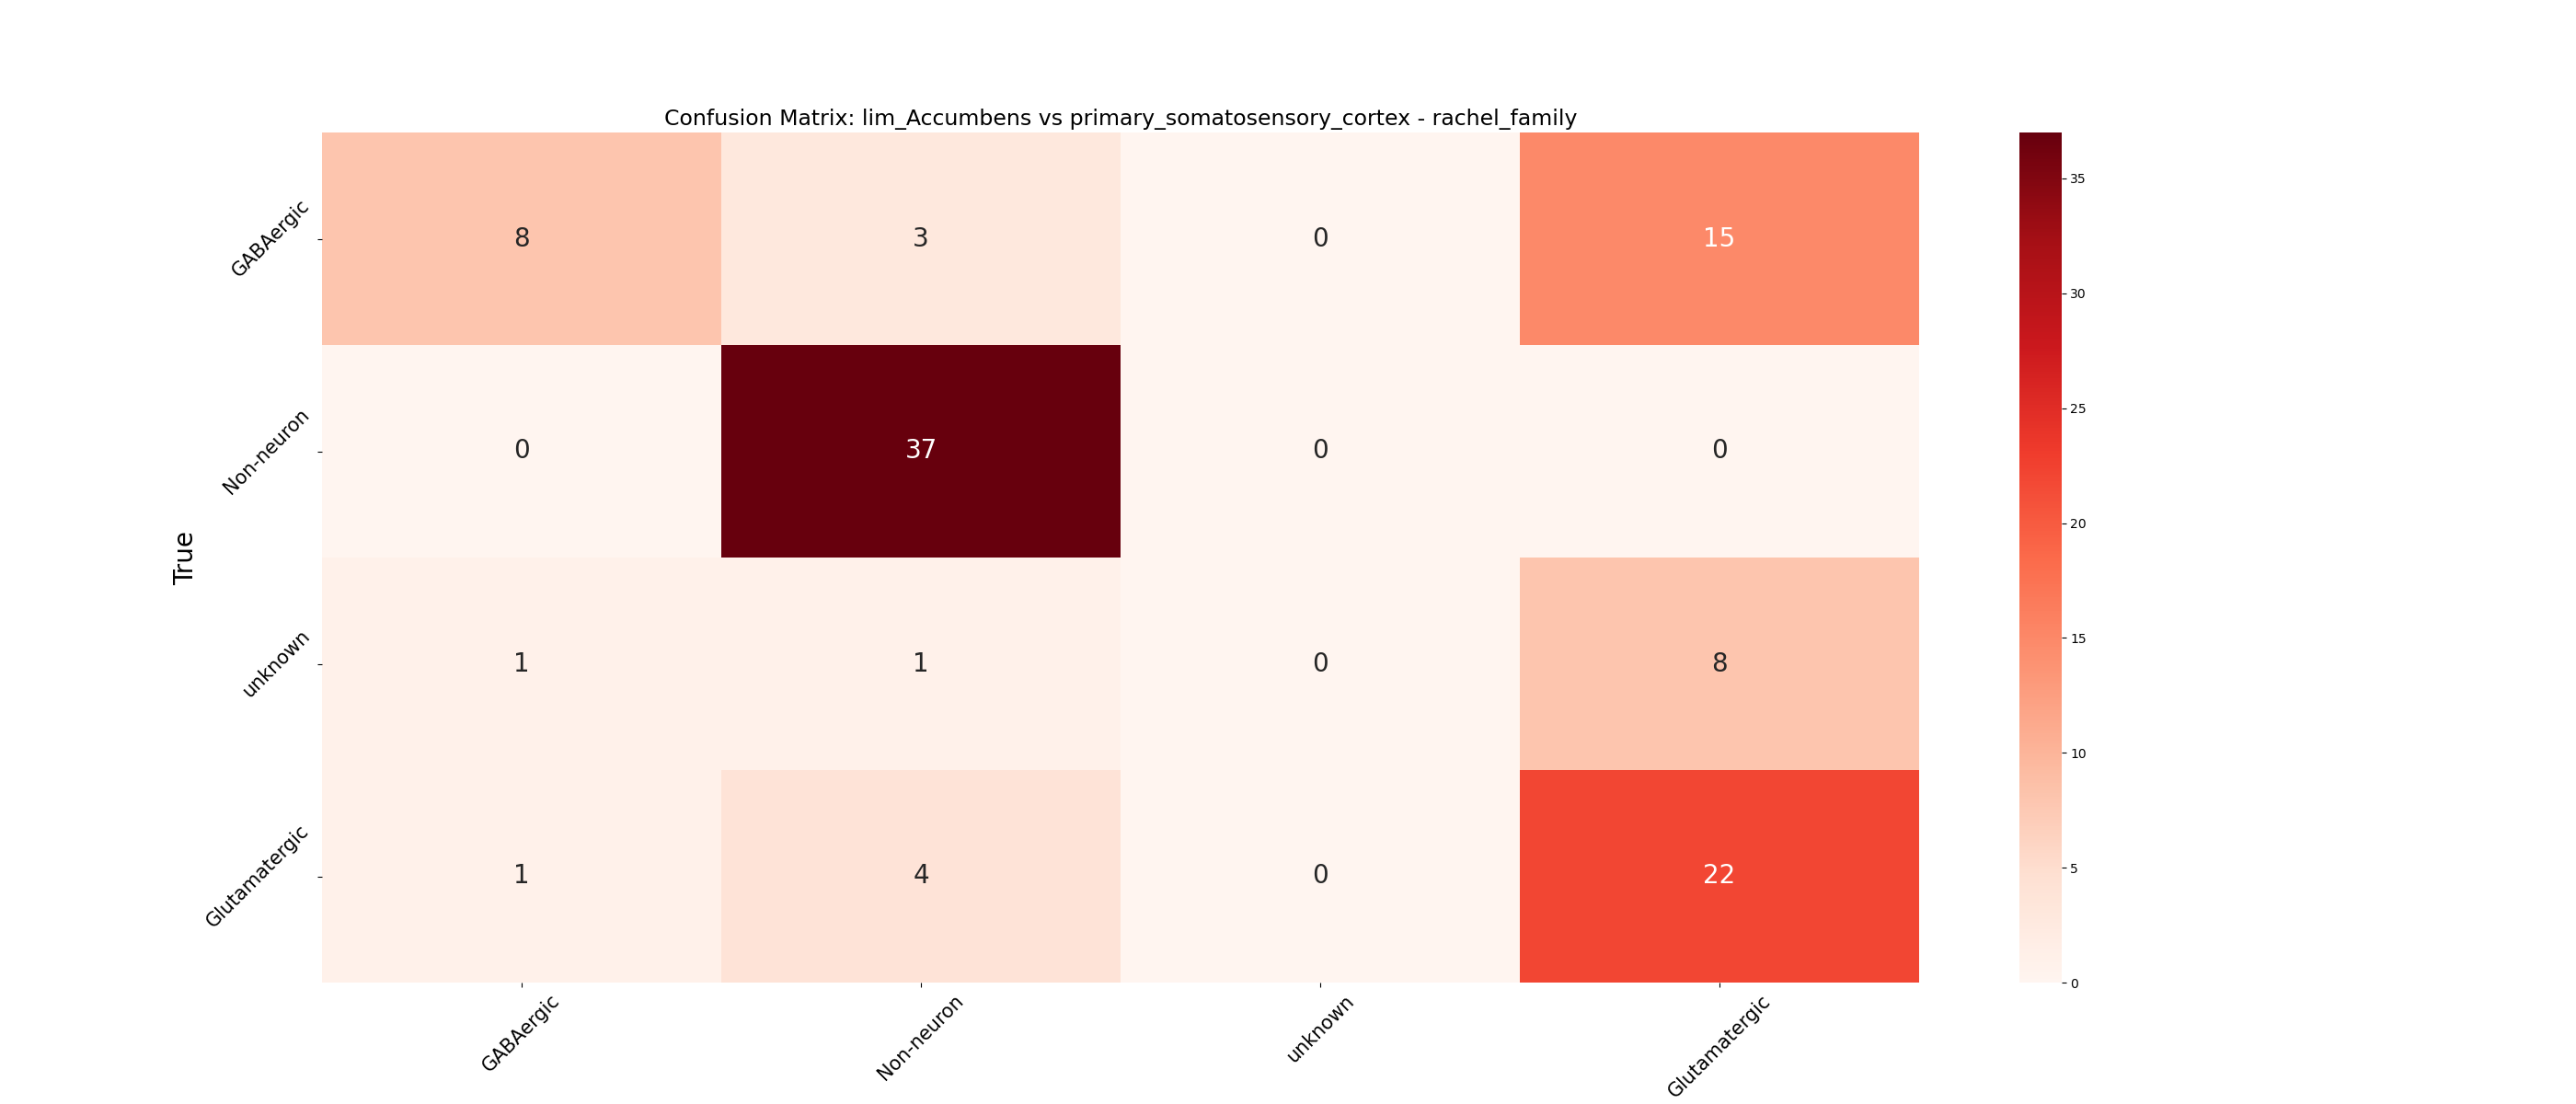 Confusion Matrix: lim_Accumbens vs primary_somatosensory_cortex - rachel_family
GABAergic
8
3
0
15
Non-neuron
0
37
0
0
unknown
1
1
0
8
Glutamatergic
1
4
0
22
True
GABAergic
Non-neuron
unknown
Glutamatergic
35
30
25
20
15
10
5
0